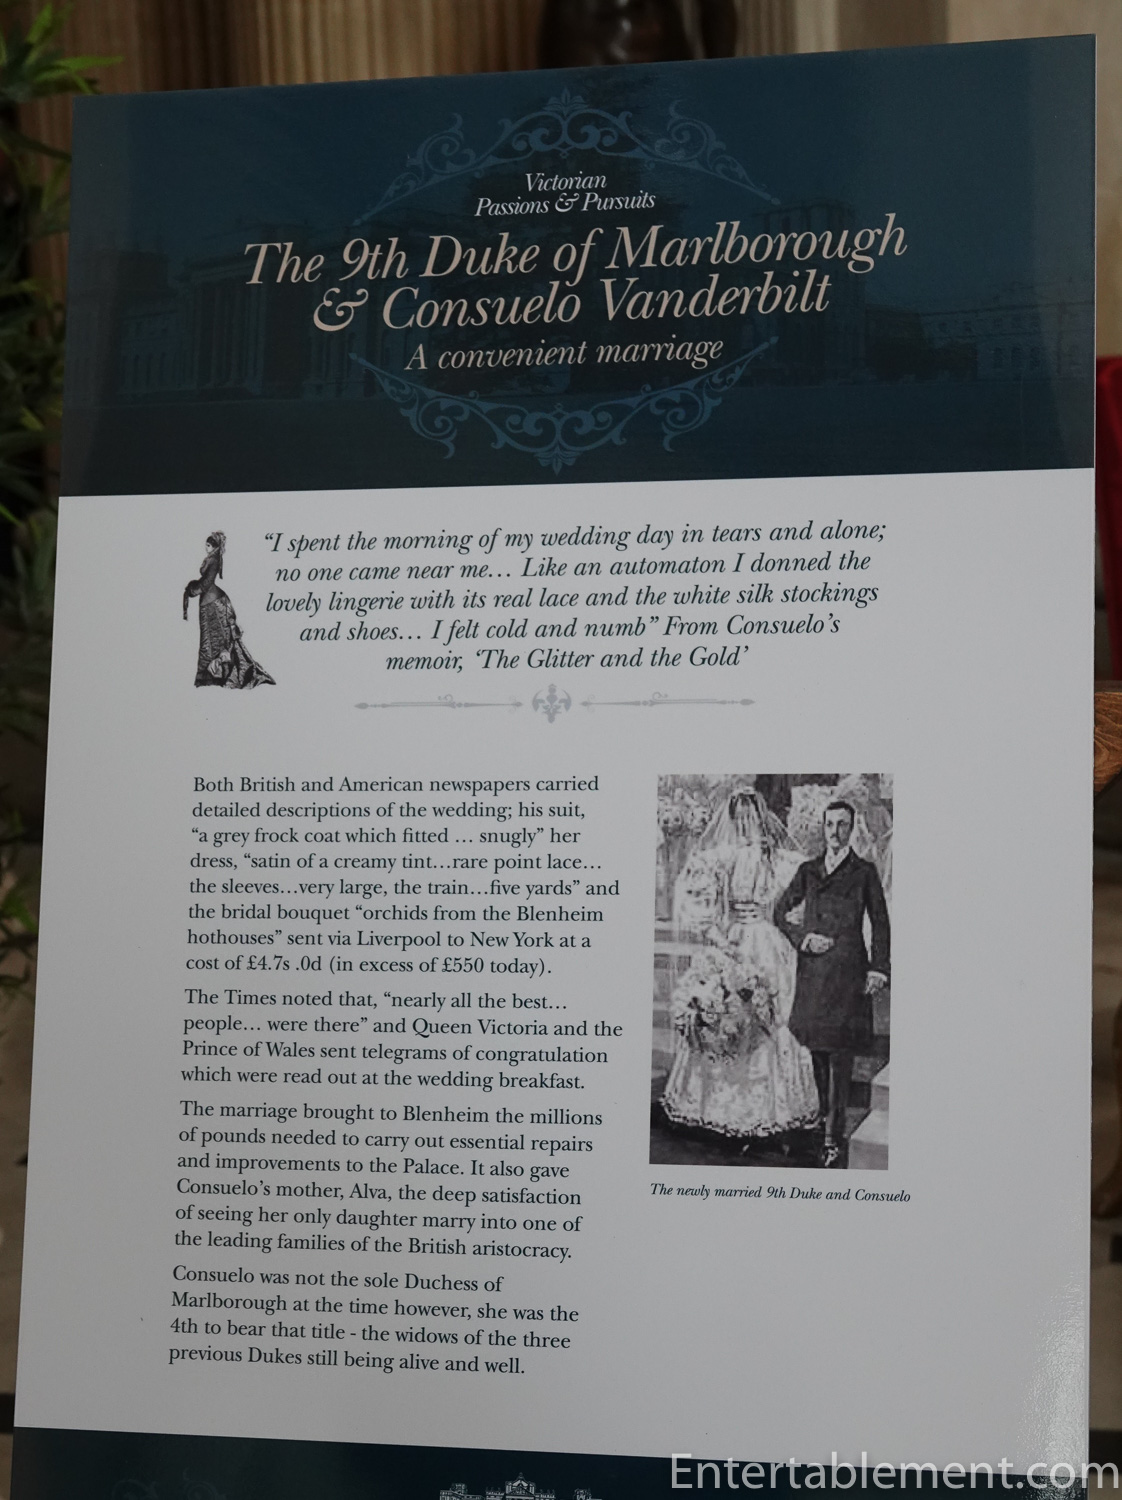 Victorian
Passions & Pursuits
The 9th Duke of Marlborough
& Consuelo Vanderbilt
A convenient marriage
“I spent the morning of my wedding day in tears and alone;
no one came near me… Like an automaton I donned the
lovely lingerie with its real lace and the white silk stockings
and shoes… I felt cold and numb” From Consuelo’s
memoir, ‘The Glitter and the Gold’
Both British and American newspapers carried
detailed descriptions of the wedding; his suit,
“a grey frock coat which fitted … snugly” her
dress, “satin of a creamy tint…rare point lace…
the sleeves…very large, the train…five yards” and
the bridal bouquet “orchids from the Blenheim
hothouses” sent via Liverpool to New York at a
cost of £4.7s .0d (in excess of £550 today).
The Times noted that, “nearly all the best…
people… were there” and Queen Victoria and the
Prince of Wales sent telegrams of congratulation
which were read out at the wedding breakfast.
The marriage brought to Blenheim the millions
of pounds needed to carry out essential repairs
and improvements to the Palace. It also gave
Consuelo’s mother, Alva, the deep satisfaction
of seeing her only daughter marry into one of
the leading families of the British aristocracy.
Consuelo was not the sole Duchess of
Marlborough at the time however, she was the
4th to bear that title - the widows of the three
previous Dukes still being alive and well.
The newly married 9th Duke and Consuelo
Entertablement.com